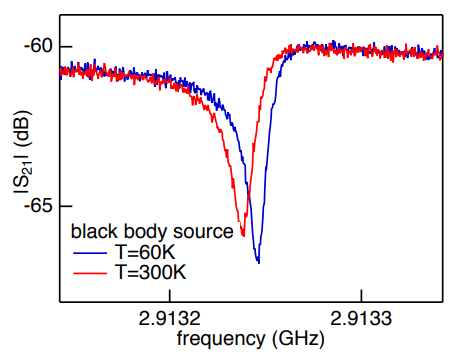 -60
-65
|S21| (dB)
black body source
T=60K
T=300K
2.9132
2.9133
frequency (GHz)